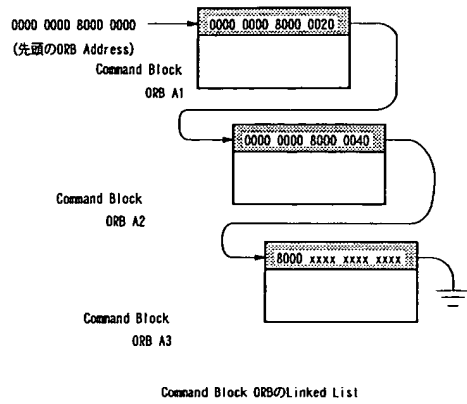 0000 0000 8000 0000
0000 0000 8000 0020
(先頭のORB Address)
Command Block
ORB A1
0000 0000 8000 0040
Command Block
ORB A2
8000 xxxx xxxx xxxx
Command Block
ORB A3
Command Block ORBのLinked List